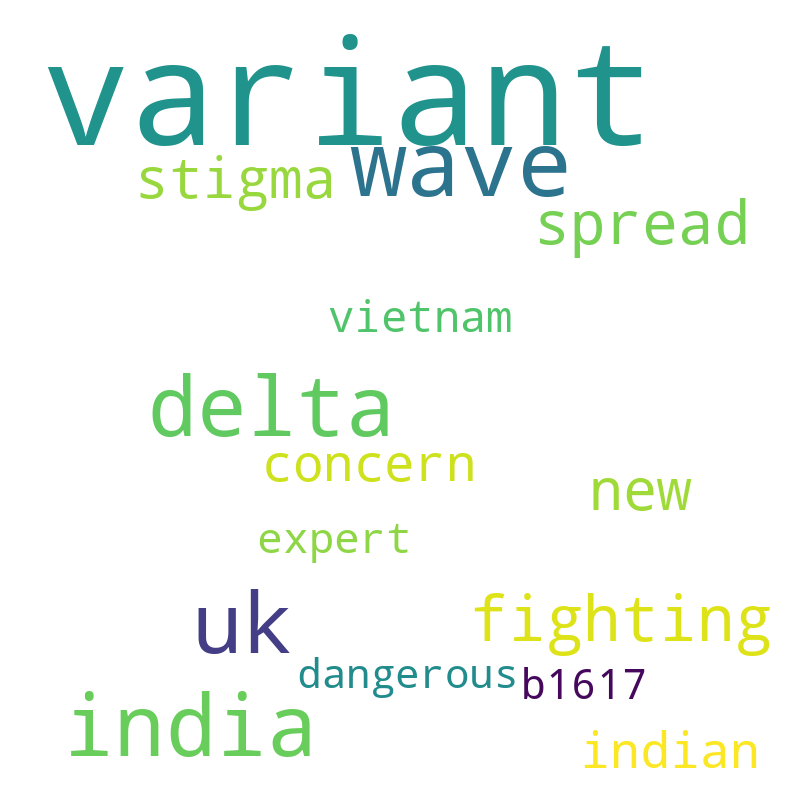 variant
stigma wave
spread
vietnam
delta
concern
new
expert
uk fighting
dangerous b1617
india
indian